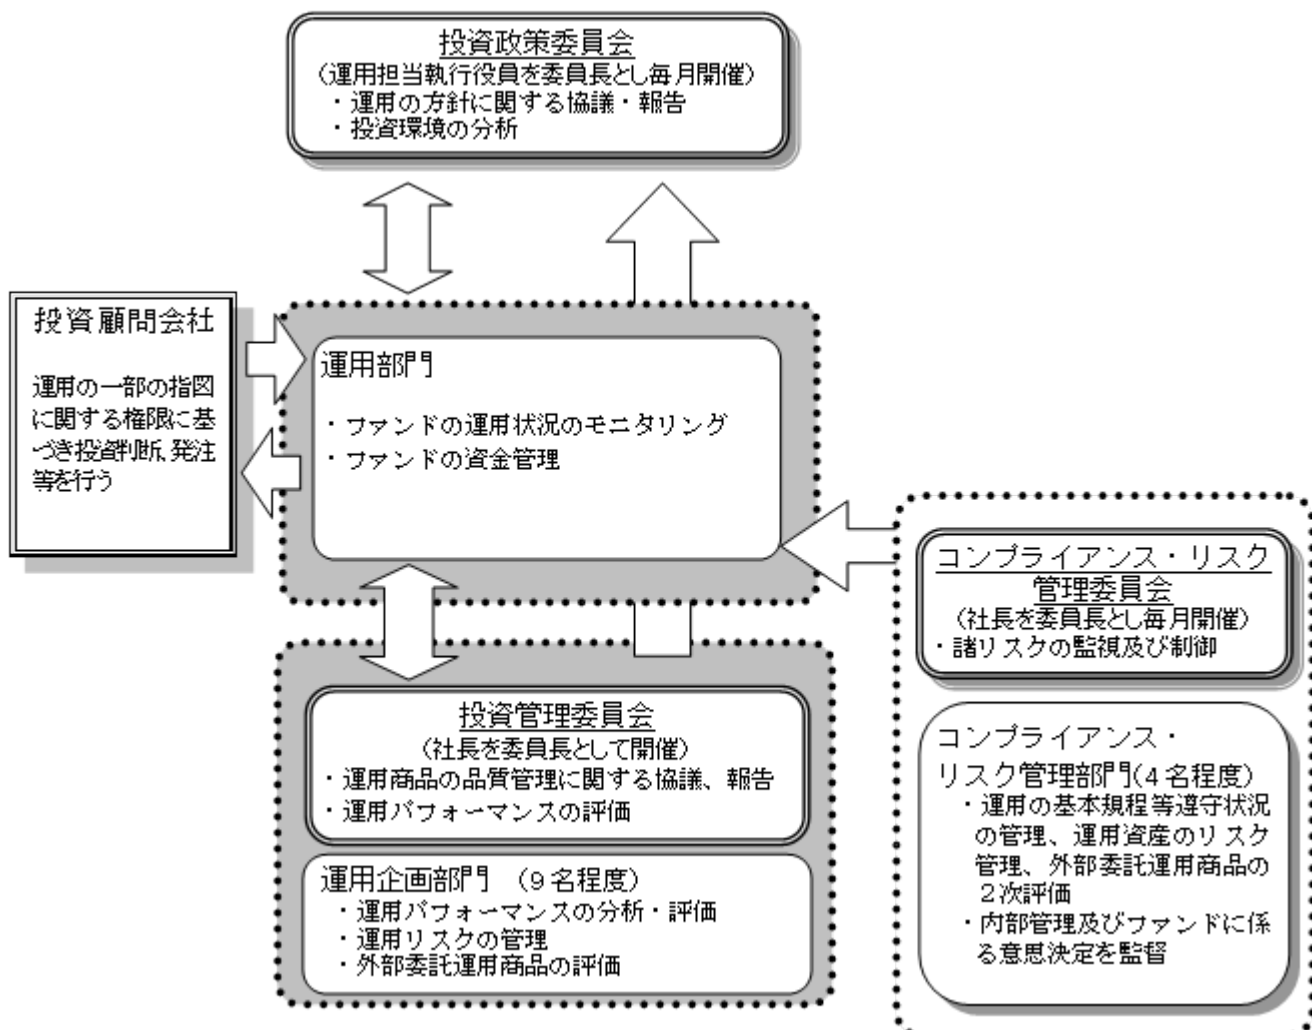 投資政策委員会
(運用担当執行役員を委員長とし毎月開催)
・運用の方針に関する協議・報告
・投資環境の分析
投資顧問会社
運用の一部の指図
に関する権限に基
づき投資判断、発注
等を行う
運用部門
・ファンドの運用状況のモニタリング
・ファンドの資金管理
コンプライアンス・リスク
管理委員会
(社長を委員長とし毎月開催)
・諸リスクの監視及び制御
投資管理委員会
(社長を委員長として開催)
・運用商品の品質管理に関する協議、報告
・運用パフォーマンスの評価
運用企画部門 (9名程度)
・運用パフォーマンスの分析・評価
・運用リスクの管理
・外部委託運用商品の評価
コンプライアンス・
リスク管理部門(4名程度)
・運用の基本規程等遵守状況
の管理、運用資産のリスク
管理、外部委託運用商品の
2次評価
・内部管理及びファンドに係
る意思決定を監督